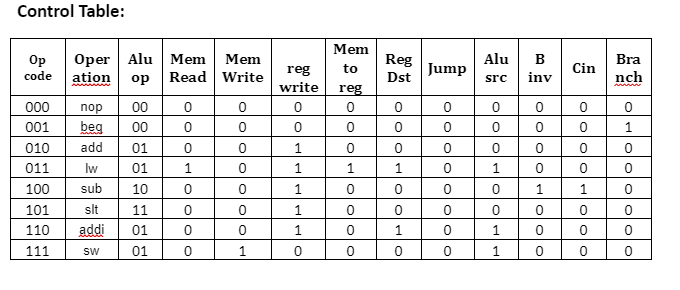 Control Table:
Op code Oper ation Alu op Mem Read Mem Write reg write Mem to reg Reg Dst Jump Alu src B inv Cin Bra nch
000 nop 00 0 0 0 0 0 0 0 0 0 0
001 beq 00 0 0 0 0 0 0 0 0 0 1
010 add 01 0 0 1 0 0 0 0 0 0 0
011 lw 01 1 0 1 1 1 0 1 0 0 0
100 sub 10 0 0 1 0 0 0 0 1 1 0
101 slt 11 0 0 1 0 0 0 0 0 0 0
110 addi 01 0 0 1 0 1 0 1 0 0 0
111 sw 01 0 1 0 0 0 0 1 0 0 0